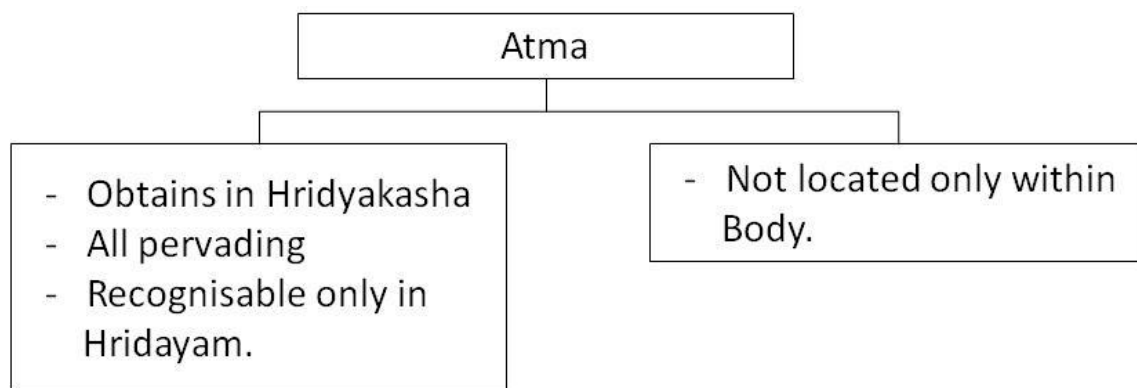 Atma
- Obtains in Hridyakasha
- All pervading
- Recognisable only in
Hridayam.
- Not located only within
Body.